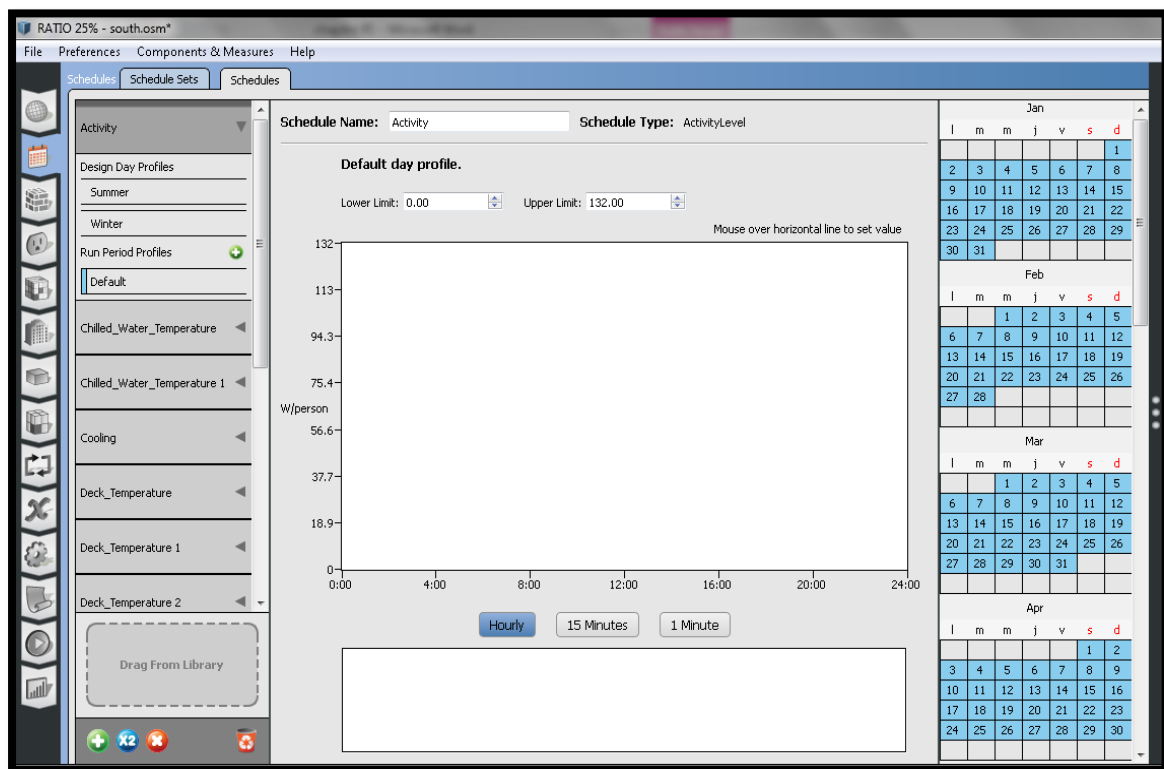 RATIO 25% - south.osm*
File Preferences Components & Measures Help
Schedules Schedule Sets Schedules
Activity
Design Day Profiles
Summer
Winter
Run Period Profiles
Default
Chilled_Water_Temperature
Chilled_Water_Temperature 1
Cooling
Deck_Temperature
Deck_Temperature 1
Deck_Temperature 2
Drag From Library
X2
Schedule Name: Activity Schedule Type: ActivityLevel
Default day profile.
Lower Limit: 0.00 Upper Limit: 132.00
Mouse over horizontal line to set value
132
113
94.3
75.4
W/person
56.6
37.7
18.9
0
0:00 4:00 8:00 12:00 16:00 20:00 24:00
Hourly 15 Minutes 1 Minute
Jan
l m m j v s d
1
2 3 4 5 6 7 8
9 10 11 12 13 14 15
16 17 18 19 20 21 22
23 24 25 26 27 28 29
30 31
Feb
l m m j v s d
1 2 3 4 5
6 7 8 9 10 11 12
13 14 15 16 17 18 19
20 21 22 23 24 25 26
27 28
Mar
l m m j v s d
1 2 3 4 5
6 7 8 9 10 11 12
13 14 15 16 17 18 19
20 21 22 23 24 25 26
27 28 29 30 31
Apr
l m m j v s d
1 2
3 4 5 6 7 8 9
10 11 12 13 14 15 16
17 18 19 20 21 22 23
24 25 26 27 28 29 30